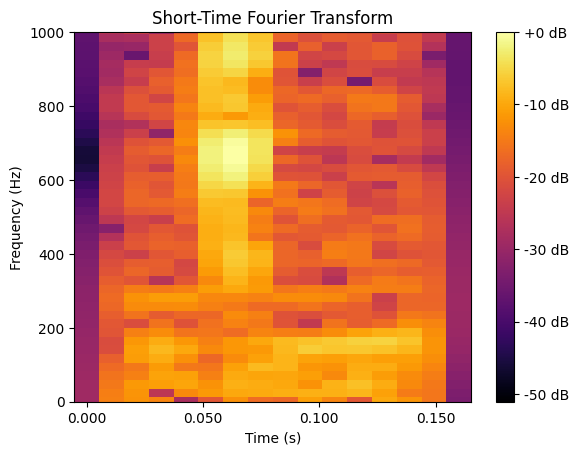 Short-Time Fourier Transform
1000
800
600
400
200
0
Frequency (Hz)
0.000
0.050
0.100
0.150
Time (s)
+0 dB
-10 dB
-20 dB
-30 dB
-40 dB
-50 dB